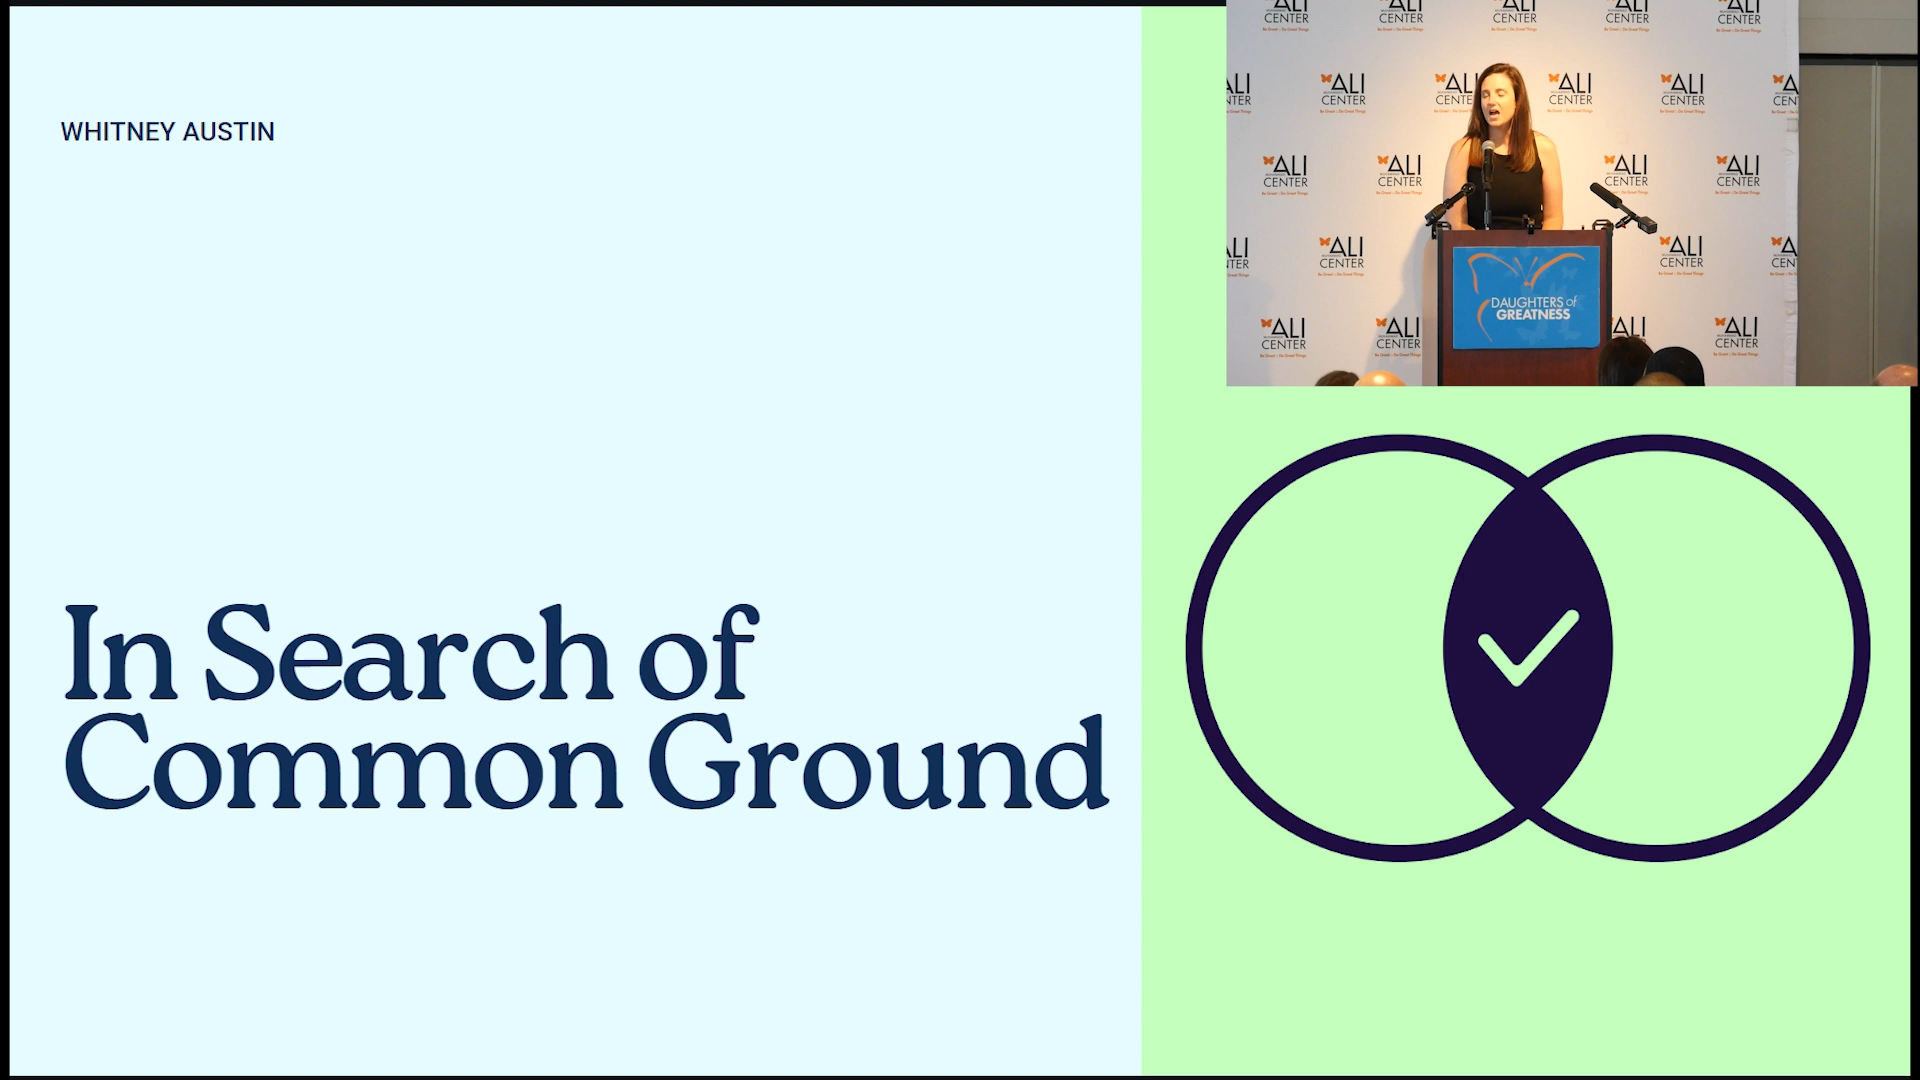 WHITNEY AUSTIN
In Search of
Common Ground
ALI
CENTER
DAUGHTERS of
GREATNESS